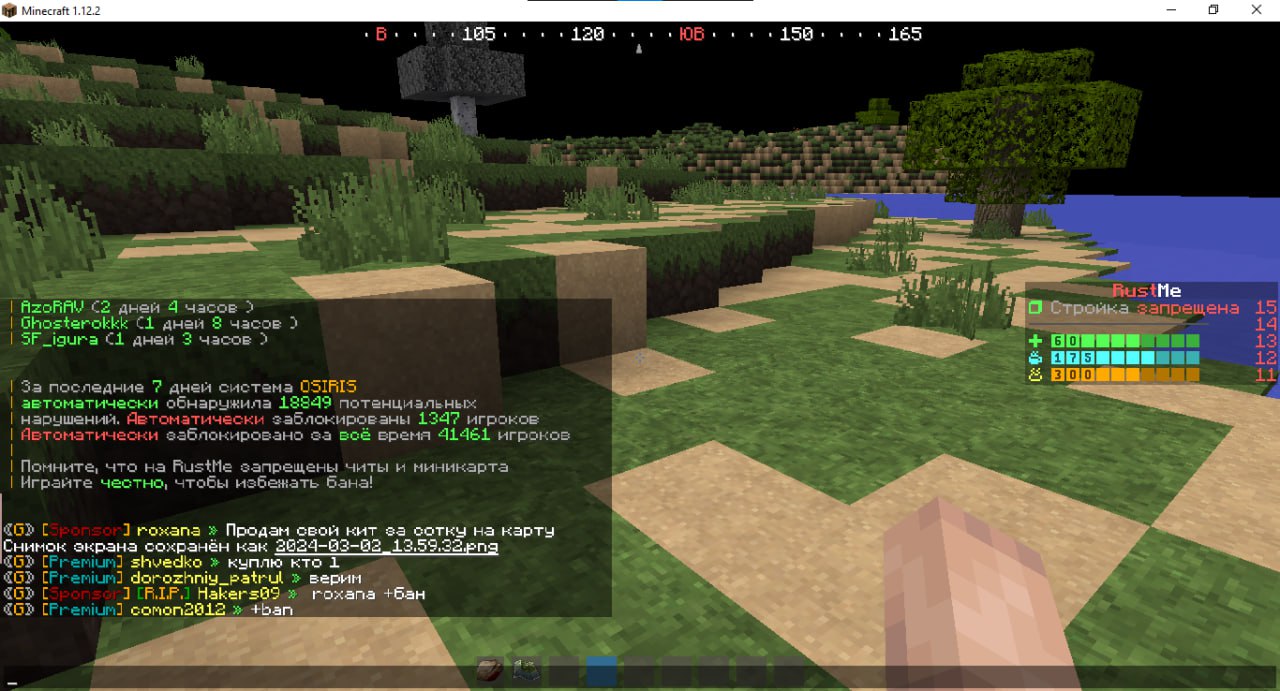 Minecraft 1.12.2
В 105 120 ЮВ 150 165
AzoRAV (2 дней 4 часов )
Ghosterokkk (1 дней 8 часов )
SF_igura (1 дней 3 часов )
RustMe
Стройка запрещена 15
14
60 13
175 12
300 11
За последние 7 дней система OSIRIS
автоматически обнаружила 18849 потенциальных
нарушений. Автоматически заблокированы 1347 игроков
Автоматически заблокировано за всё время 41461 игроков
Помните, что на RustMe запрещены читы и миникарта
Играйте честно, чтобы избежать бана!
(G) [Sponsor] roxana » Продам свой кит за сотку на карту
Снимок экрана сохранён как 2024-03-02_13.59.32.png
(G) [Premium] shvedko » куплю кто 1
(G) [Premium] dorozhniy_patrul » верим
(G) [Sponsor] [R.I.P.] Hakers09 » roxana +бан
(G) [Premium] comon2012 » +ban